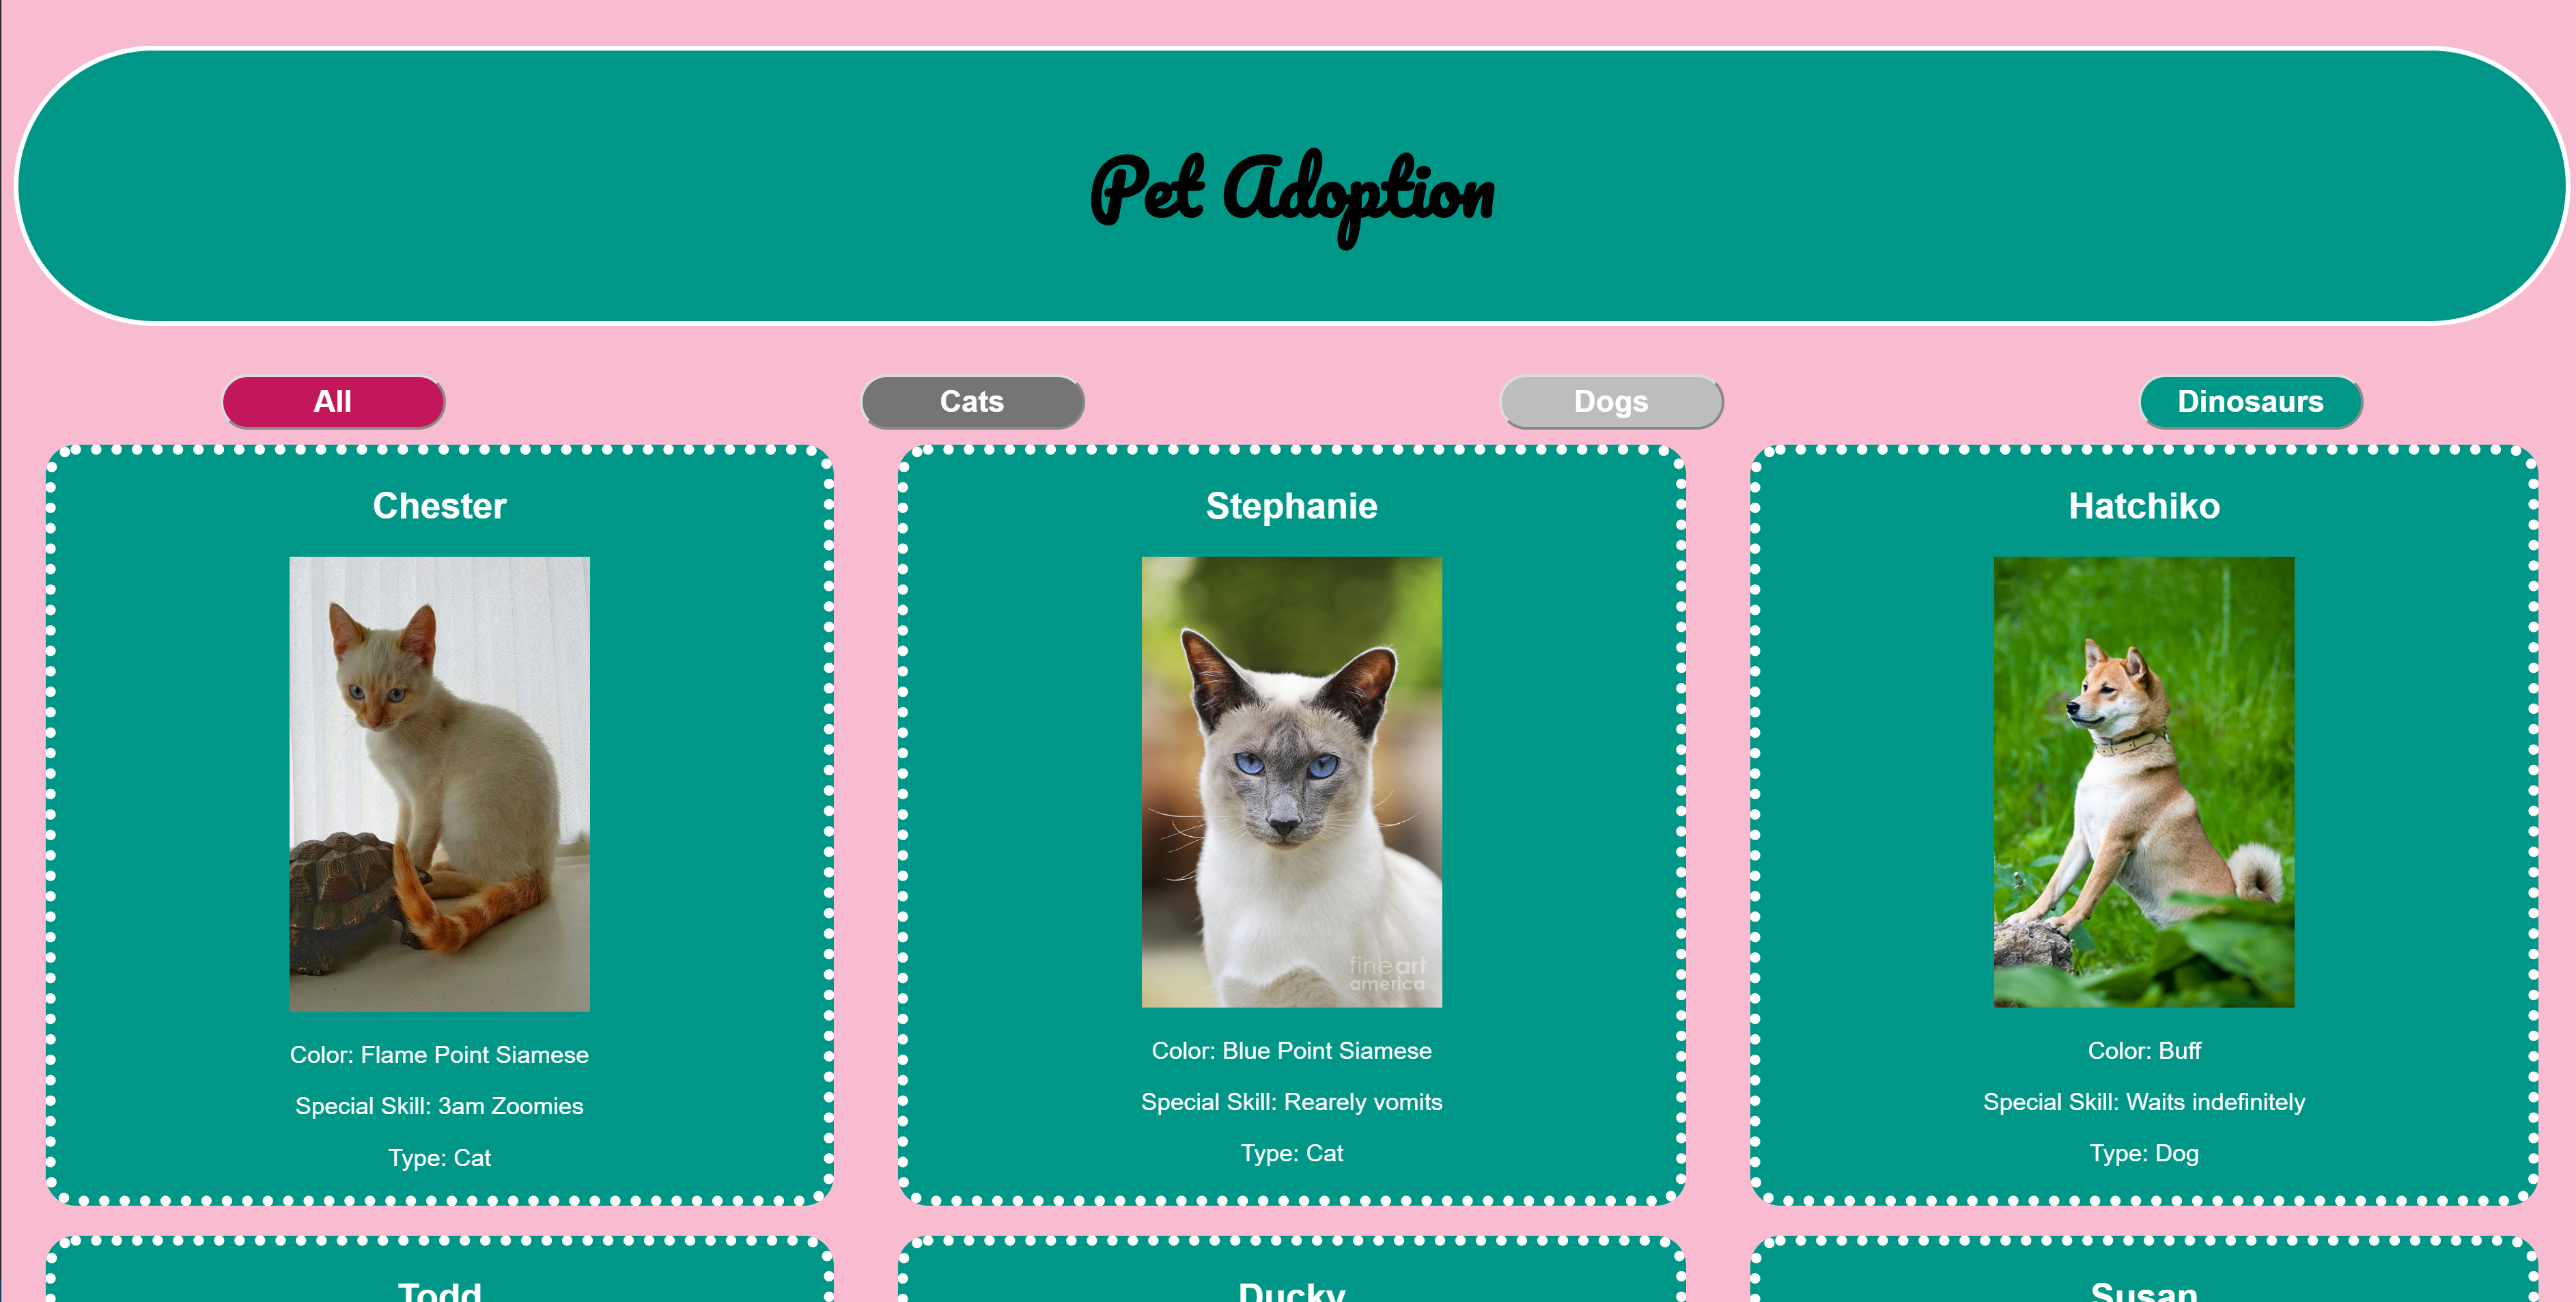 Pet Adoption
All
Cats
Dogs
Dinosaurs
Chester
Color: Flame Point Siamese
Special Skill: 3am Zoomies
Type: Cat
Stephanie
fineart
america
Color: Blue Point Siamese
Special Skill: Rearely vomits
Type: Cat
Hatchiko
Color: Buff
Special Skill: Waits indefinitely
Type: Dog
Todd
Ducky
Susan